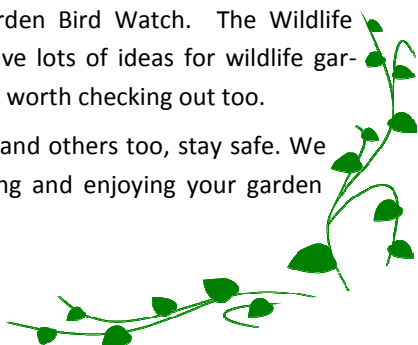 rden Bird Watch. The Wildlife
ve lots of ideas for wildlife gar-
worth checking out too.
and others too, stay safe. We
ng and enjoying your garden